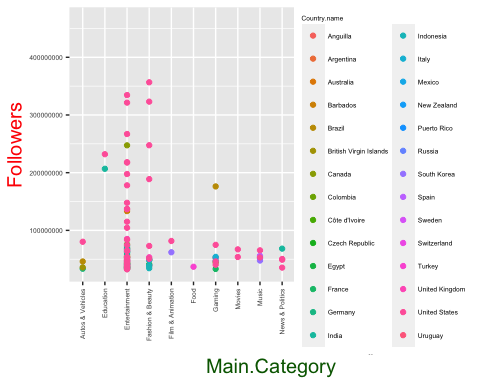 Followers
400000000
300000000
200000000
100000000
Autos & Vehicles
Education
Entertainment
Fashion & Beauty
Film & Animation
Food
Gaming
Movies
Music
News & Politics
Main.Category
Country.name
Anguilla
Argentina
Australia
Barbados
Brazil
British Virgin Islands
Canada
Colombia
Côte d'Ivoire
Czech Republic
Egypt
France
Germany
India
Indonesia
Italy
Mexico
New Zealand
Puerto Rico
Russia
South Korea
Spain
Sweden
Switzerland
Turkey
United Kingdom
United States
Uruguay